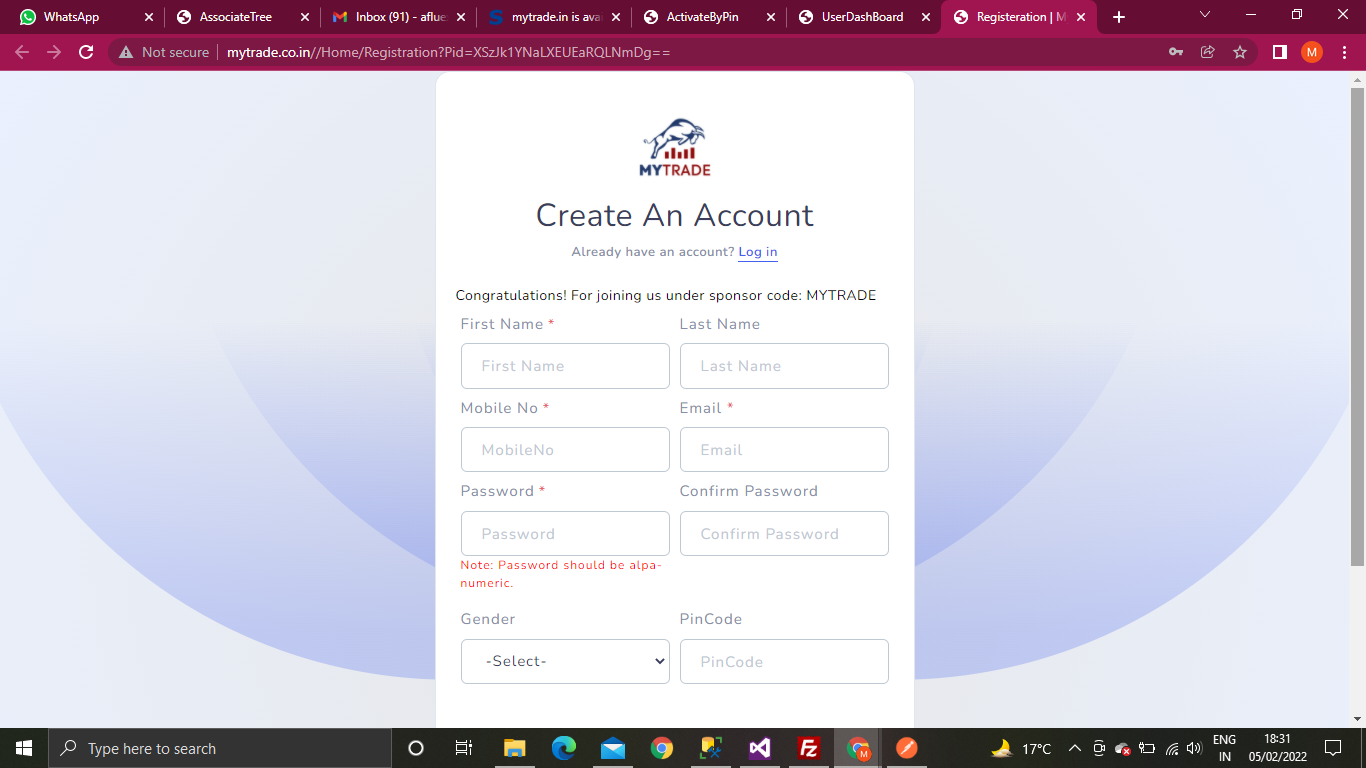 WhatsApp
AssociateTree
Inbox (91) - aflue
mytrade.in is avai
ActivateByPin
UserDashBoard
Registeration | M
Not secure
mytrade.co.in//Home/Registration?Pid=XSzJk1YNaLXEUEaRQLNmDg==
M
MYTRADE
Create An Account
Already have an account? Log in
Congratulations! For joining us under sponsor code: MYTRADE
First Name * Last Name
First Name Last Name
Mobile No * Email *
MobileNo Email
Password * Confirm Password
Password Confirm Password
Note: Password should be alpa-
numeric.
Gender PinCode
-Select- PinCode
Type here to search
17°C
ENG
IN
18:31
05/02/2022